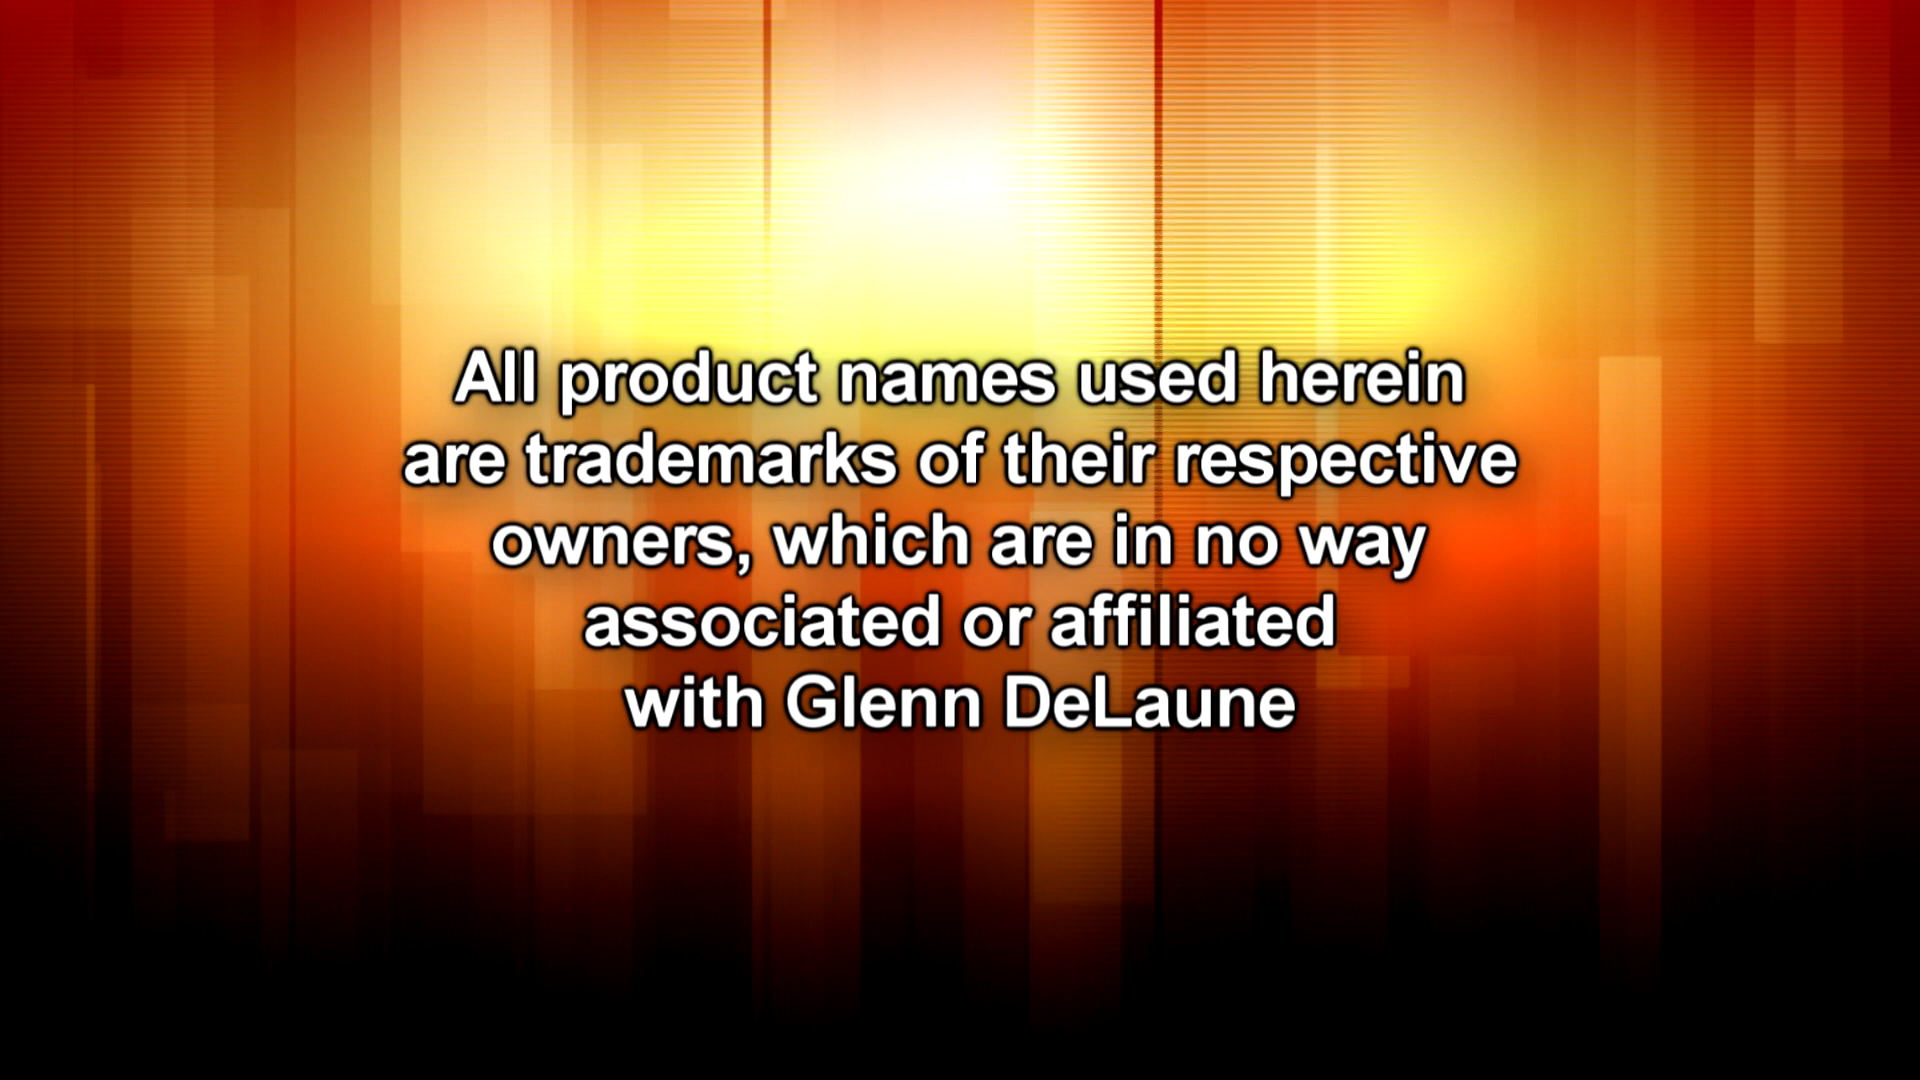 All product names used herein
are trademarks of their respective
owners, which are in no way
associated or affiliated
with Glenn DeLaune